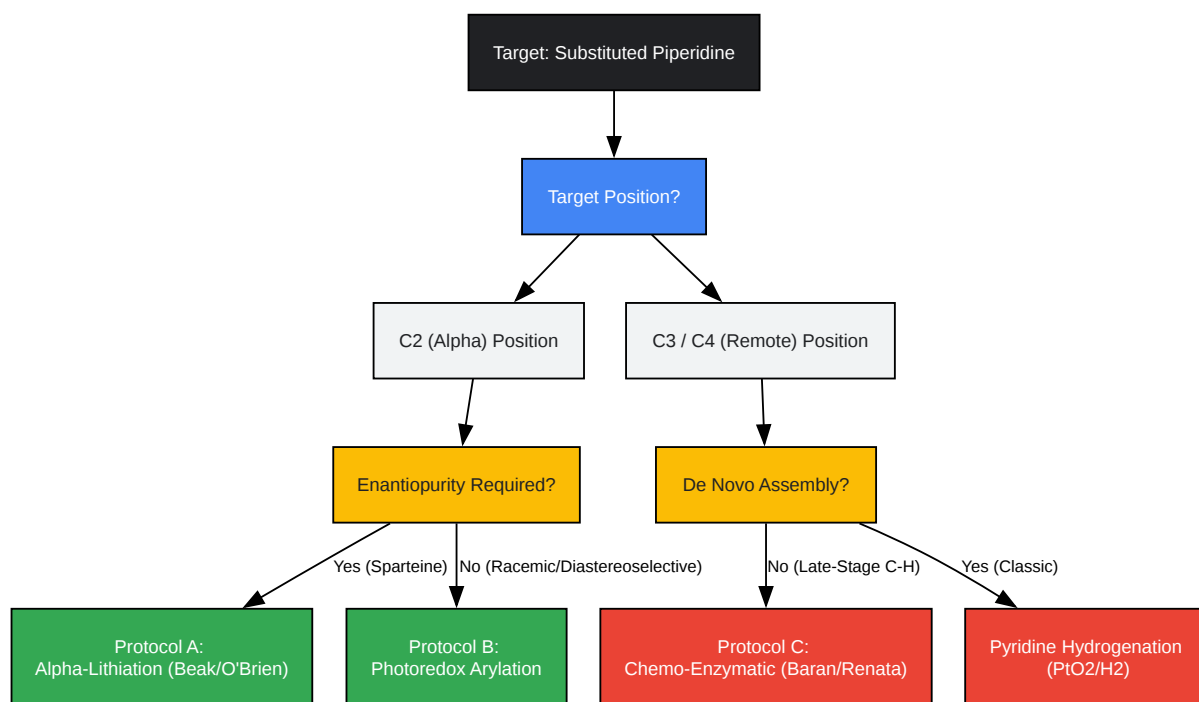 Target: Substituted Piperidine
Target Position?
C2 (Alpha) Position
C3 / C4 (Remote) Position
Enantiopurity Required?
De Novo Assembly?
Yes (Sparteine)
No (Racemic/Diastereoselective)
No (Late-Stage C-H)
Yes (Classic)
Protocol A:
Alpha-Lithiation (Beak/O'Brien)
Protocol B:
Photoredox Arylation
Protocol C:
Chemo-Enzymatic (Baran/Renata)
Pyridine Hydrogenation
(PtO2/H2)